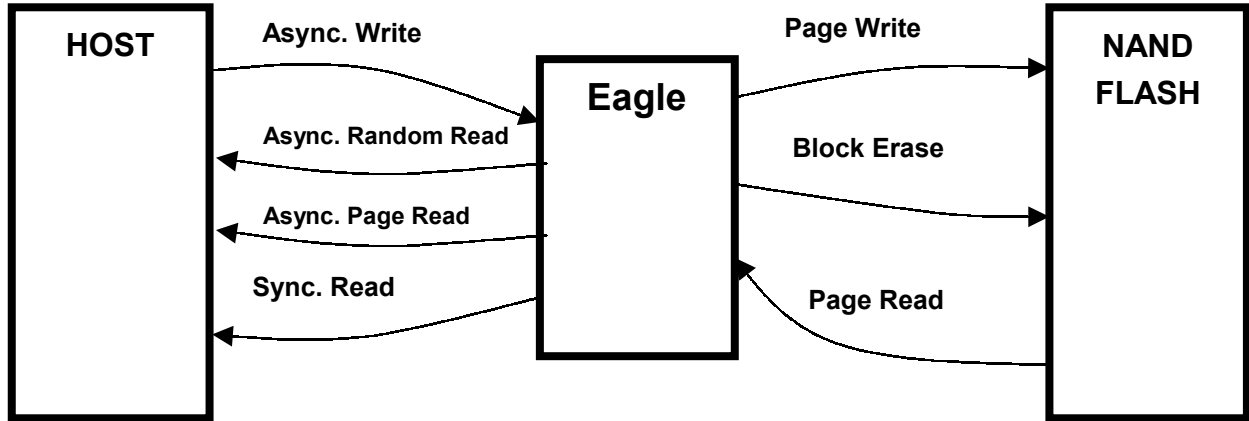 HOST
Async. Write
Async. Random Read
Async. Page Read
Sync. Read
Eagle
Page Write
Block Erase
Page Read
NAND
FLASH